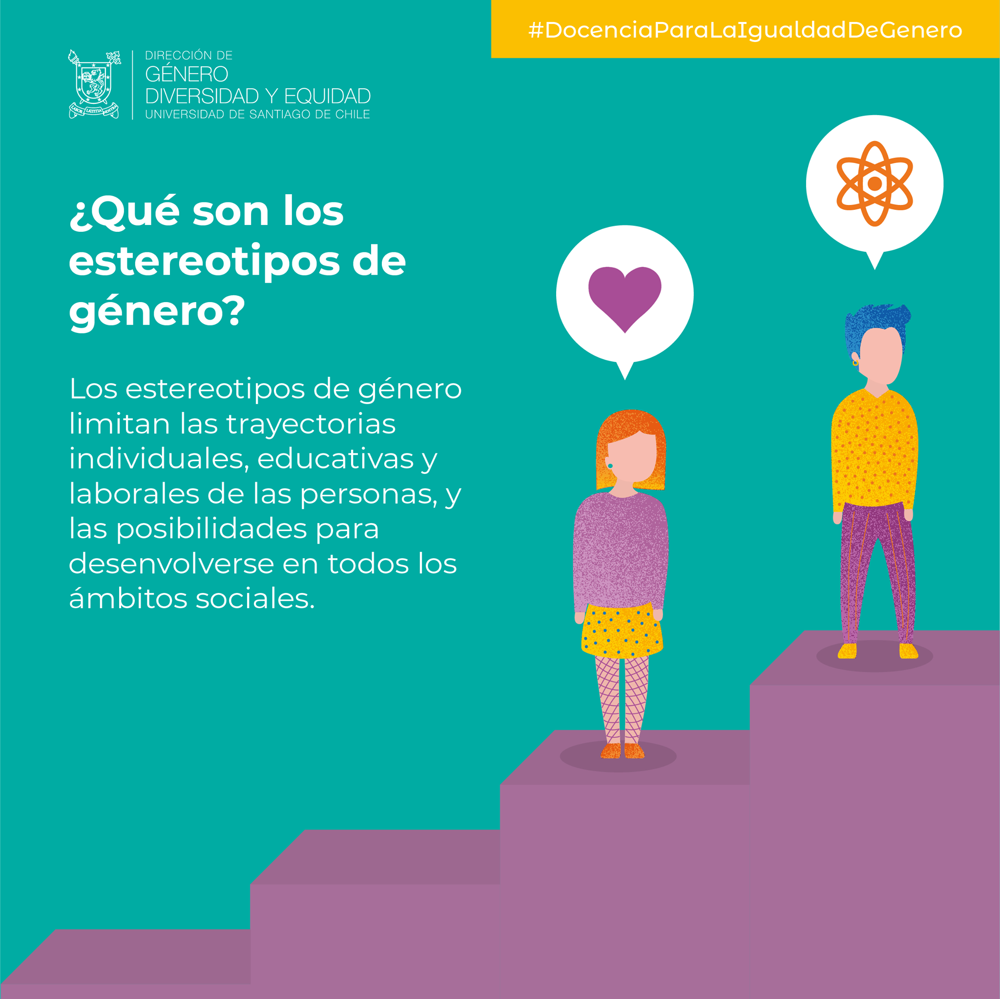 #DocenciaParaLaIgualdadDeGenero
DIRECCIÓN DE
GÉNERO
DIVERSIDAD Y EQUIDAD
UNIVERSIDAD DE SANTIAGO DE CHILE
LABOR LÆTITIA NOSTRA
¿Qué son los
estereotipos de
género?
Los estereotipos de género
limitan las trayectorias
individuales, educativas y
laborales de las personas, y
las posibilidades para
desenvolverse en todos los
ámbitos sociales.